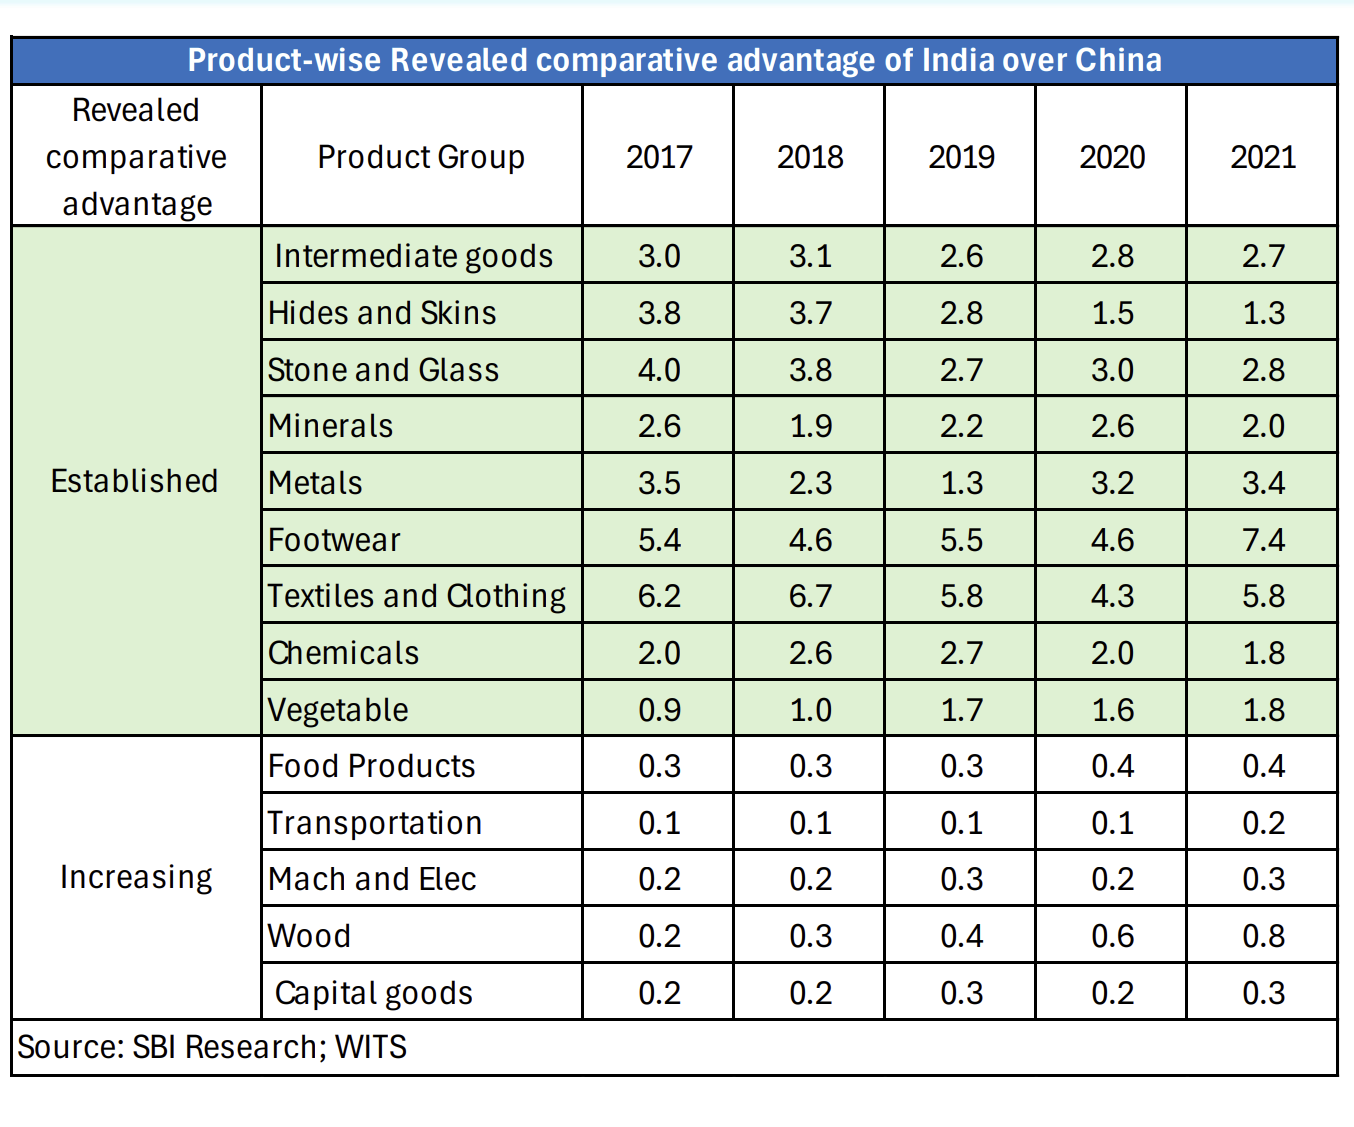 Product-wise Revealed comparative advantage of India over China
Revealed comparative advantage Product Group 2017 2018 2019 2020 2021
Established
Intermediate goods 3.0 3.1 2.6 2.8 2.7
Hides and Skins 3.8 3.7 2.8 1.5 1.3
Stone and Glass 4.0 3.8 2.7 3.0 2.8
Minerals 2.6 1.9 2.2 2.6 2.0
Metals 3.5 2.3 1.3 3.2 3.4
Footwear 5.4 4.6 5.5 4.6 7.4
Textiles and Clothing 6.2 6.7 5.8 4.3 5.8
Chemicals 2.0 2.6 2.7 2.0 1.8
Vegetable 0.9 1.0 1.7 1.6 1.8
Increasing
Food Products 0.3 0.3 0.3 0.4 0.4
Transportation 0.1 0.1 0.1 0.1 0.2
Mach and Elec 0.2 0.2 0.3 0.2 0.3
Wood 0.2 0.3 0.4 0.6 0.8
Capital goods 0.2 0.2 0.3 0.2 0.3
Source: SBI Research; WITS